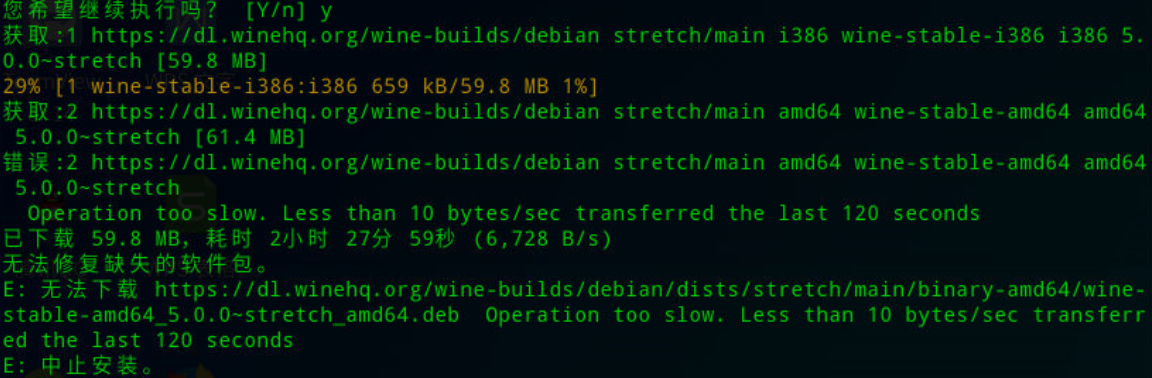 您希望继续执行吗？ [Y/n] y
获取:1 https://dl.winehq.org/wine-builds/debian stretch/main i386 wine-stable-i386 i386 5.
0.0~stretch [59.8 MB]
29% [1 wine-stable-i386:i386 659 kB/59.8 MB 1%]
获取:2 https://dl.winehq.org/wine-builds/debian stretch/main amd64 wine-stable-amd64 amd64
 5.0.0~stretch [61.4 MB]
错误:2 https://dl.winehq.org/wine-builds/debian stretch/main amd64 wine-stable-amd64 amd64
 5.0.0~stretch
  Operation too slow. Less than 10 bytes/sec transferred the last 120 seconds
已下载 59.8 MB，耗时 2小时 27分 59秒 (6,728 B/s)
无法修复缺失的软件包。
E: 无法下载 https://dl.winehq.org/wine-builds/debian/dists/stretch/main/binary-amd64/wine-
stable-amd64_5.0.0~stretch_amd64.deb  Operation too slow. Less than 10 bytes/sec transferr
ed the last 120 seconds
E: 中止安装。